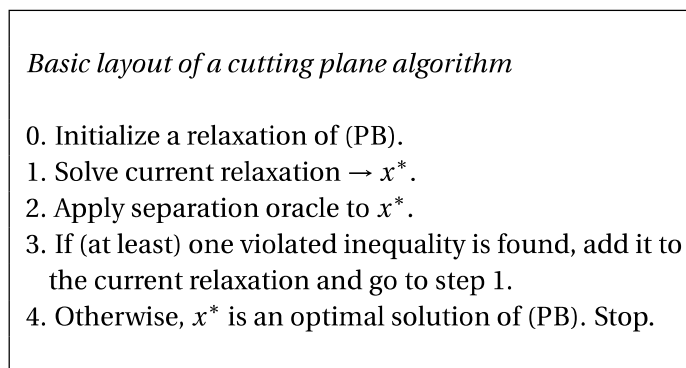 Basic layout of a cutting plane algorithm
0. Initialize a relaxation of (PB).
1. Solve current relaxation → x*.
2. Apply separation oracle to x*.
3. If (at least) one violated inequality is found, add it to
the current relaxation and go to step 1.
4. Otherwise, x* is an optimal solution of (PB). Stop.